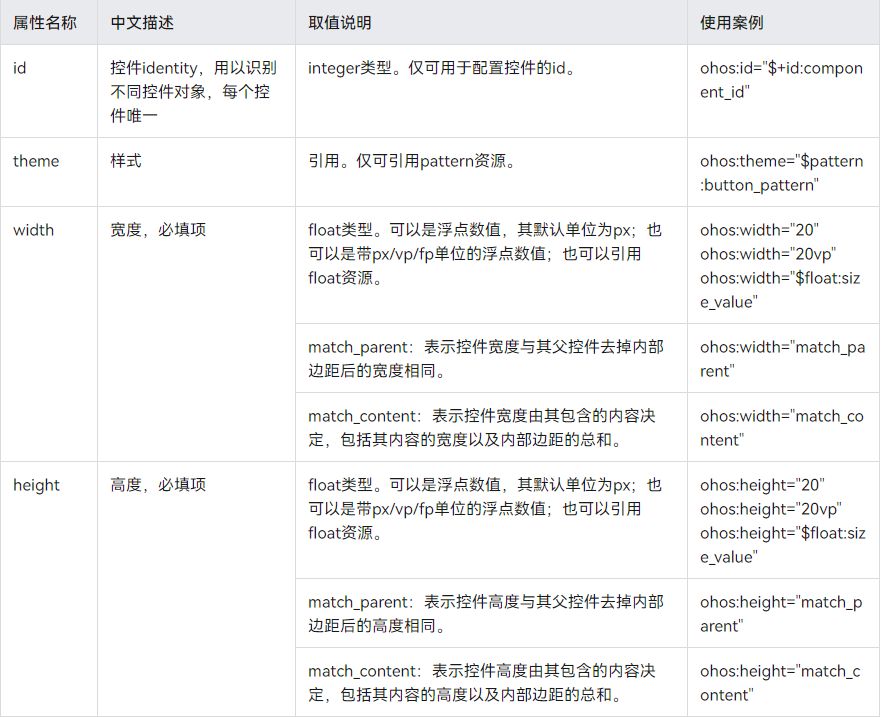 属性名称 中文描述 取值说明 使用案例
id 控件identity，用以识别 integer类型。仅可用于配置控件的id。 ohos:id="$+id:compon
不同控件对象，每个控 ent_id"
件唯一
theme 样式 引用。仅可引用pattern资源。 ohos:theme="$pattern
:button_pattern"
width 宽度，必填项 float类型。可以是浮点数值，其默认单位为px；也 ohos:width="20"
可以是带px/vp/fp单位的浮点数值；也可以引用 ohos:width="20vp"
float资源。 ohos:width="$float:siz
e_value"
match_parent：表示控件宽度与其父控件去掉内部 ohos:width="match_pa
边距后的宽度相同。 rent"
match_content：表示控件宽度由其包含的内容决 ohos:width="match_co
定，包括其内容的宽度以及内部边距的总和。 ntent"
height 高度，必填项 float类型。可以是浮点数值，其默认单位为px；也 ohos:height="20"
可以是带px/vp/fp单位的浮点数值；也可以引用 ohos:height="20vp"
float资源。 ohos:height="$float:siz
e_value"
match_parent：表示控件高度与其父控件去掉内部 ohos:height="match_p
边距后的高度相同。 arent"
match_content：表示控件高度由其包含的内容决 ohos:height="match_c
定，包括其内容的高度以及内部边距的总和。 ontent"